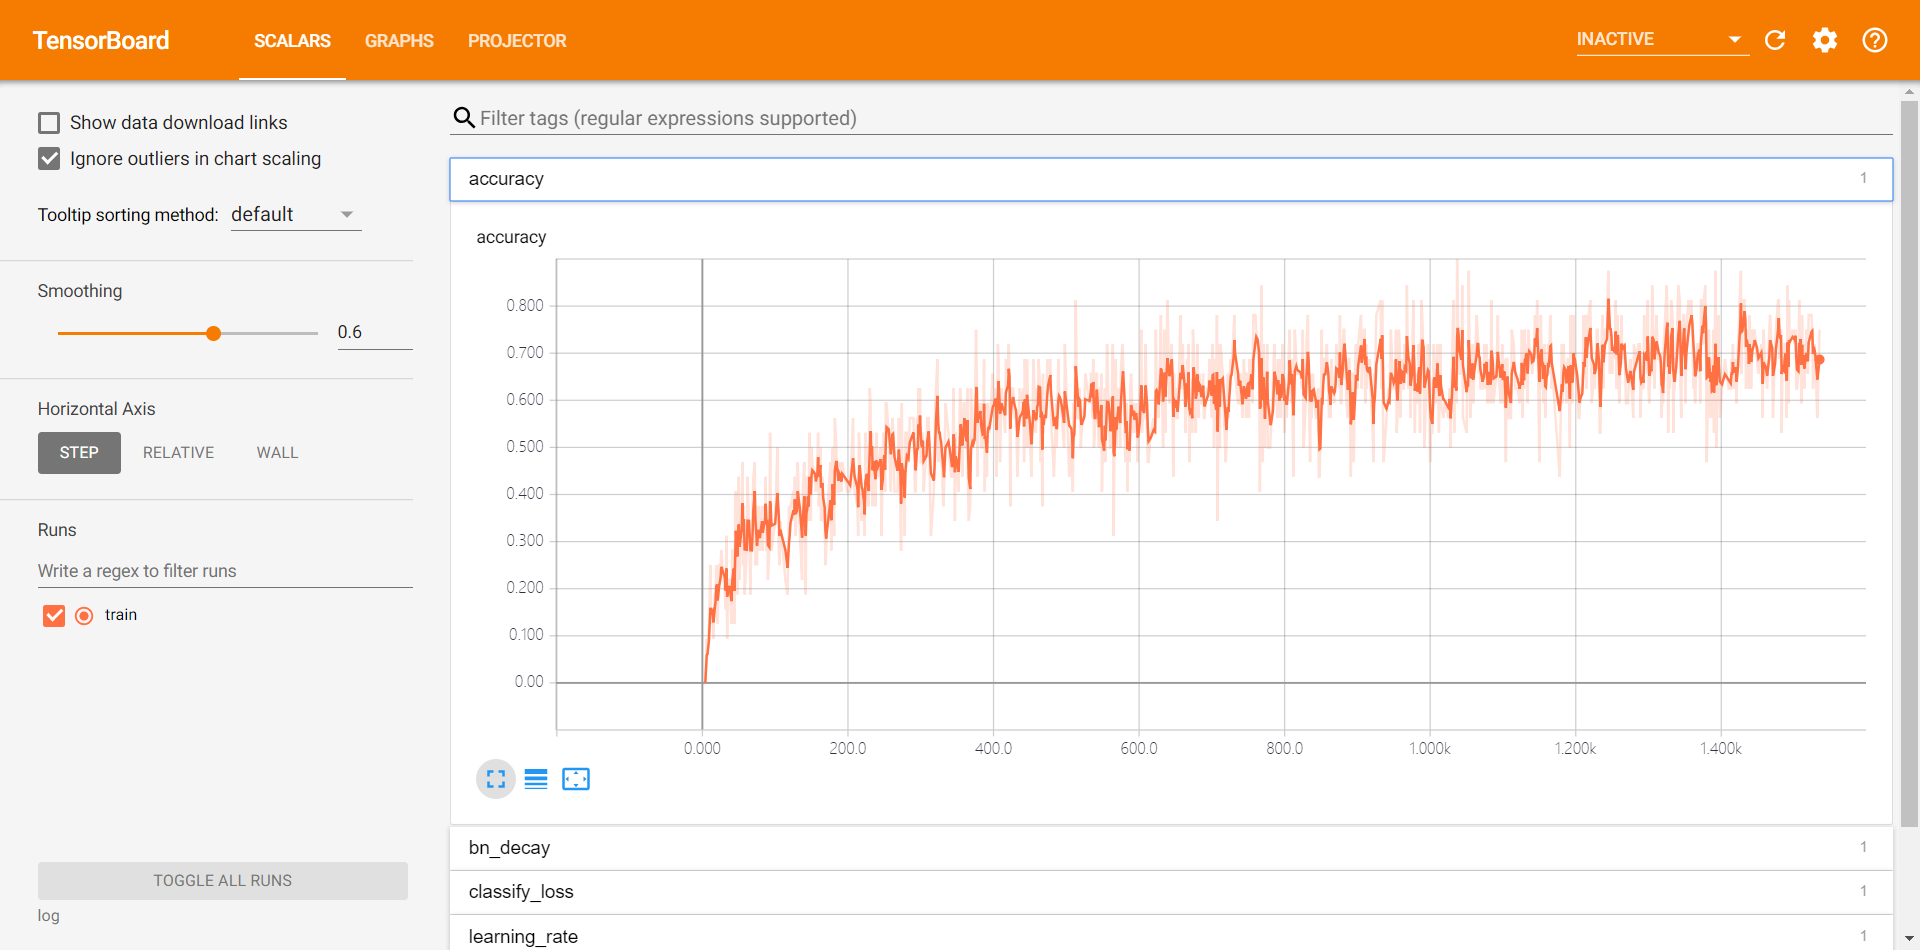 TensorBoard SCALARS GRAPHS PROJECTOR INACTIVE
Show data download links
Ignore outliers in chart scaling
Tooltip sorting method: default
Smoothing
0.6
Horizontal Axis
STEP RELATIVE WALL
Runs
Write a regex to filter runs
train
TOGGLE ALL RUNS
log
Filter tags (regular expressions supported)
accuracy 1
accuracy
0.800
0.700
0.600
0.500
0.400
0.300
0.200
0.100
0.00
0.000 200.0 400.0 600.0 800.0 1.000k 1.200k 1.400k
bn_decay 1
classify_loss 1
learning_rate 1